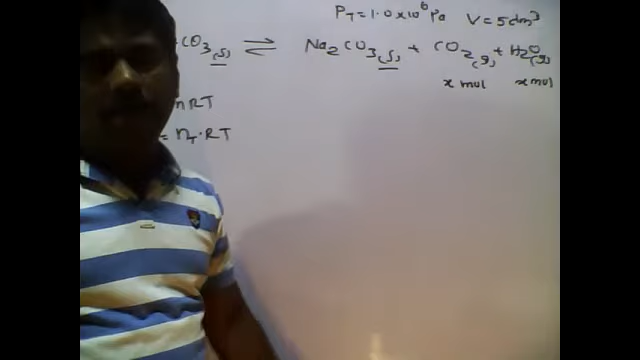 P_T = 1.0 x 10^6 Pa V = 5 dm^3
CO_3(s) ⇌ Na_2CO_3(s) + CO_2(g) + H_2O(g)
x mol x mol
nRT
= n_T·RT